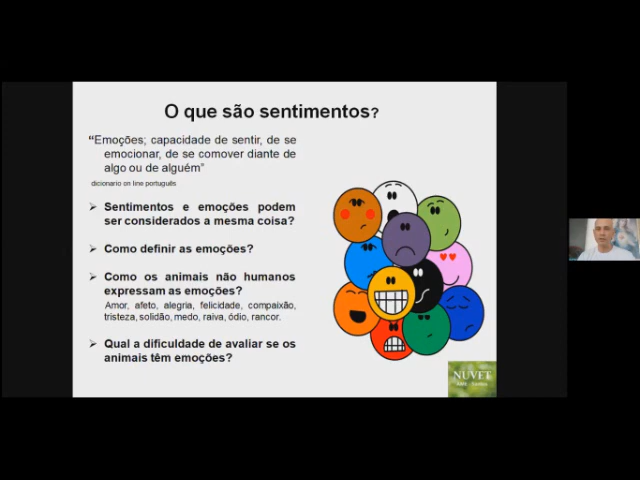 O que são sentimentos?
“Emoções; capacidade de sentir, de se
emocionar, de se comover diante de
algo ou de alguém”
dicionario on line português
➢ Sentimentos e emoções podem
ser considerados a mesma coisa?
➢ Como definir as emoções?
➢ Como os animais não humanos
expressam as emoções?
Amor, afeto, alegria, felicidade, compaixão,
tristeza, solidão, medo, raiva, ódio, rancor.
➢ Qual a dificuldade de avaliar se os
animais têm emoções?
NUVET